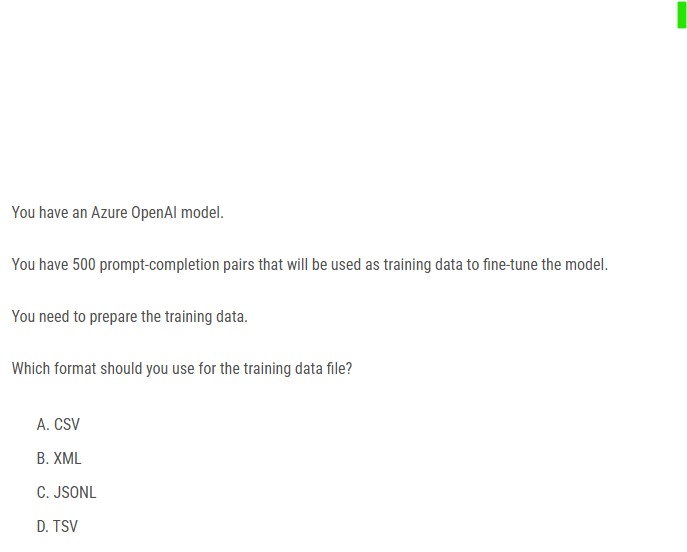 You have an Azure OpenAI model.
You have 500 prompt-completion pairs that will be used as training data to fine-tune the model.
You need to prepare the training data.
Which format should you use for the training data file?
A. CSV
B. XML
C. JSONL
D. TSV